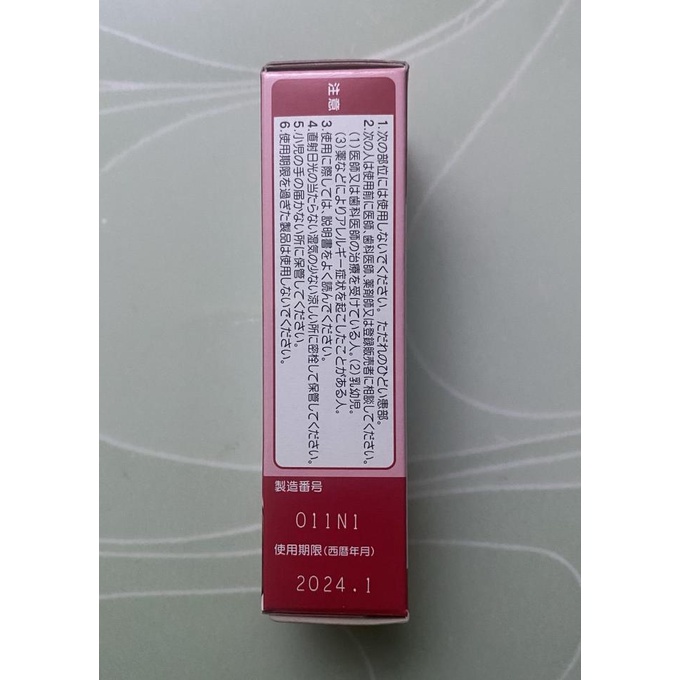 注意
1.次の部位には使用しないでください。ただれのひどい患部。
2.次の人は使用前に医師、歯科医師、薬剤師又は登録販売者に相談してください。
(1)医師又は歯科医師の治療を受けている人。(2)乳幼児。
(3)薬などによりアレルギー症状を起こしたことがある人。
3.使用に際しては、説明書をよく読んでください。
4.直射日光の当たらない湿気の少ない涼しい所に密栓して保管してください。
5.小児の手の届かない所に保管してください。
6.使用期限を過ぎた製品は使用しないでください。
製造番号
011N1
使用期限(西暦年月)
2024.1